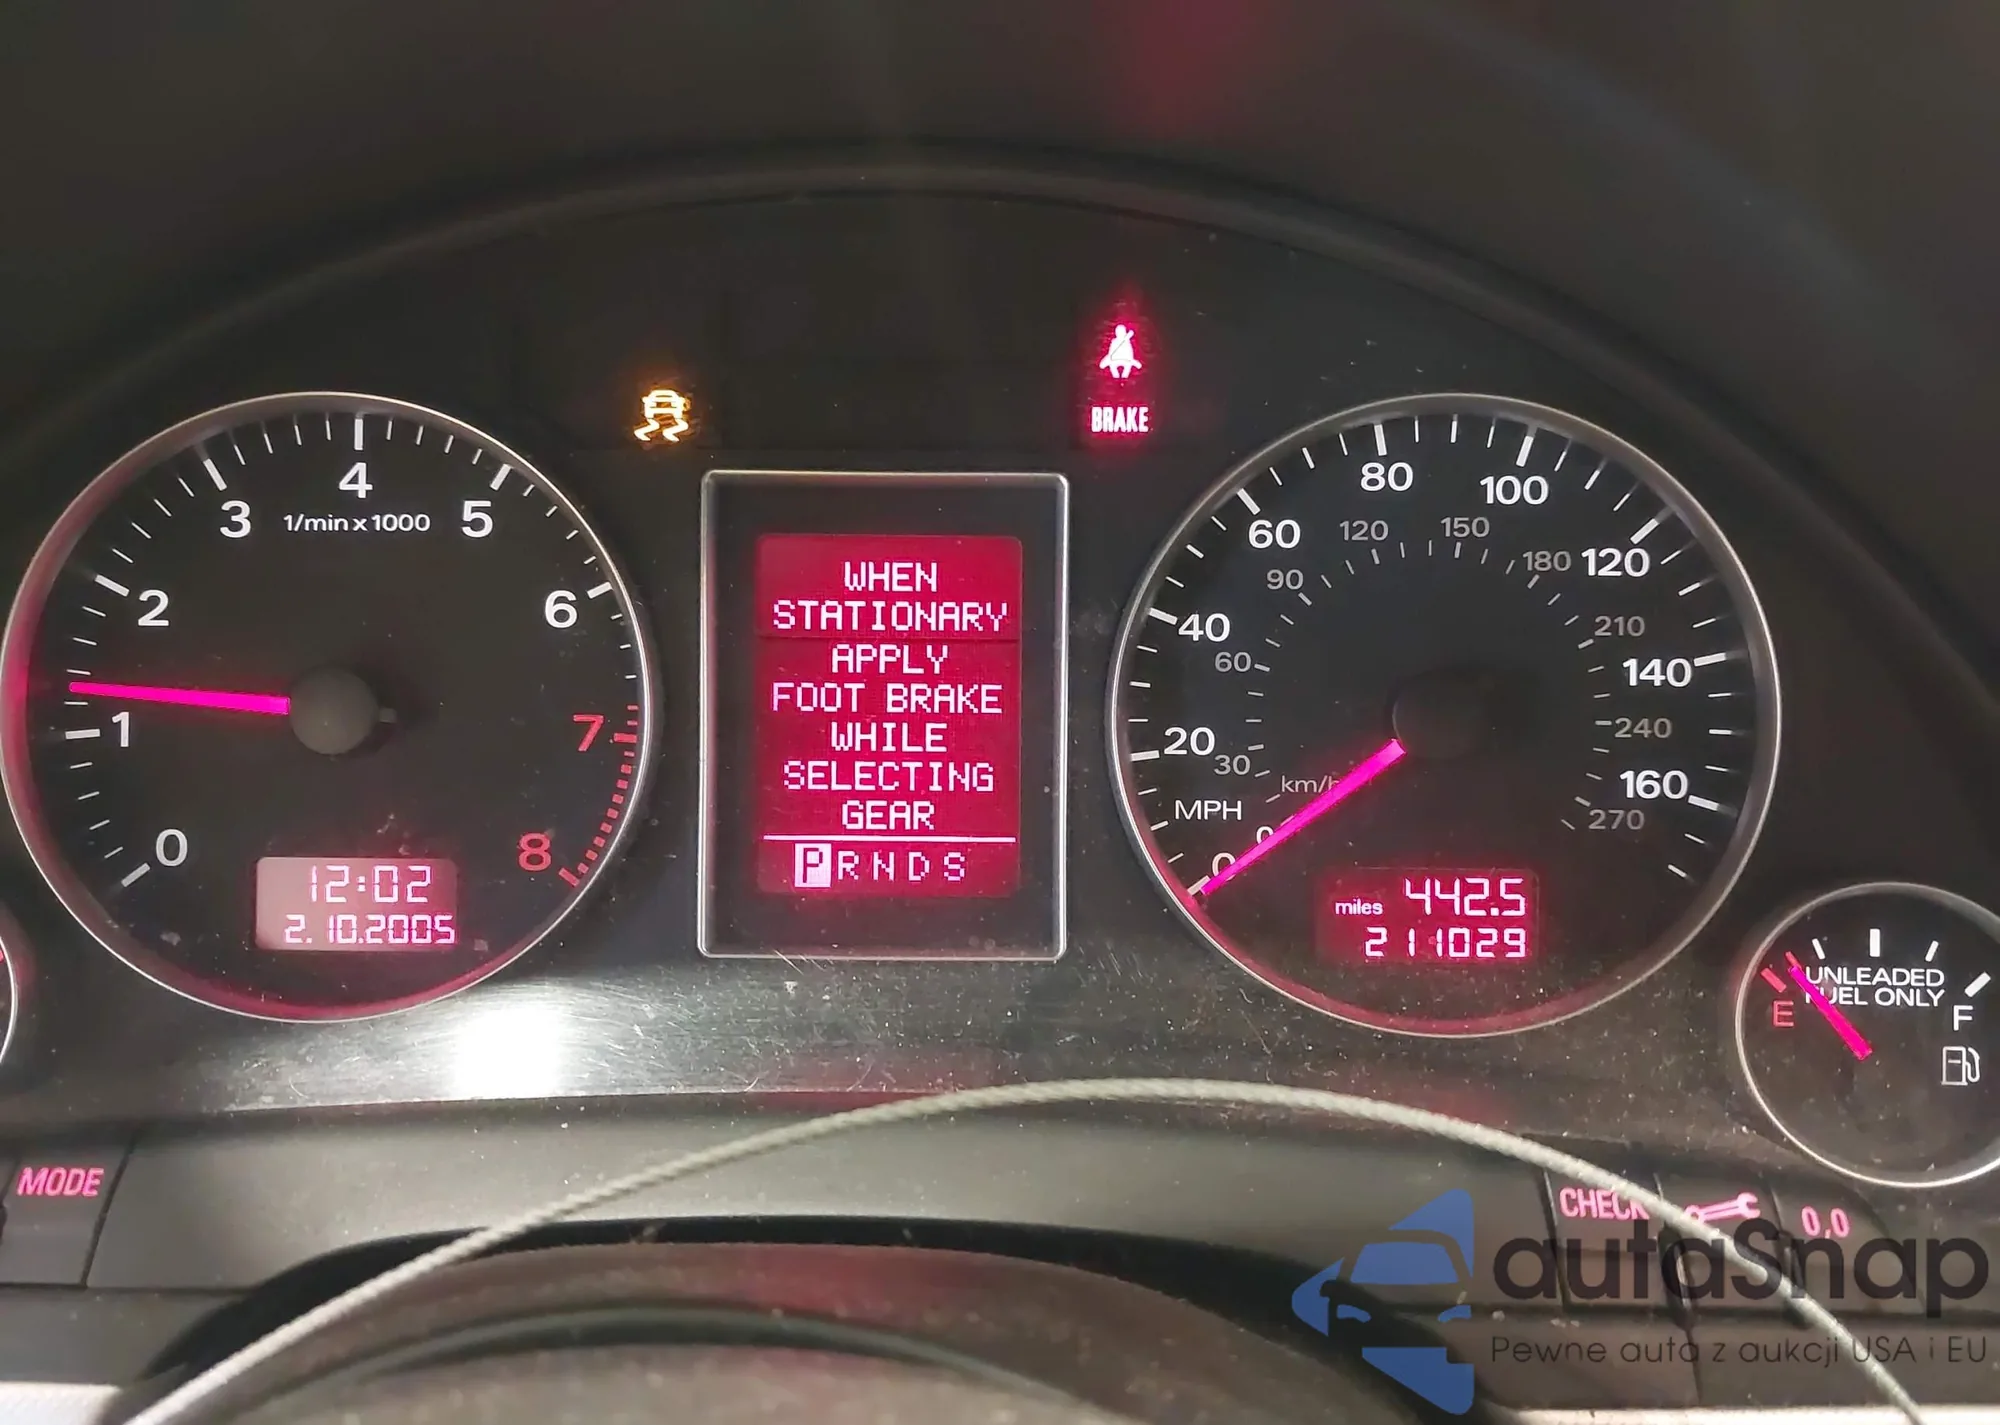 BRAKE
4
3
1/min x 1000
5
2
6
1
7
0
8
12:02
2.10.2005
WHEN
STATIONARY
APPLY
FOOT BRAKE
WHILE
SELECTING
GEAR
P R N D S
80
100
60
120
150
120
90
180
40
210
60
140
20
240
30
160
km/h
MPH
270
0
0
miles 442.5
211029
UNLEADED
FUEL ONLY
E
F
MODE
CHECK
0,0
autaSnap
Pewne auta z aukcji USA i EU